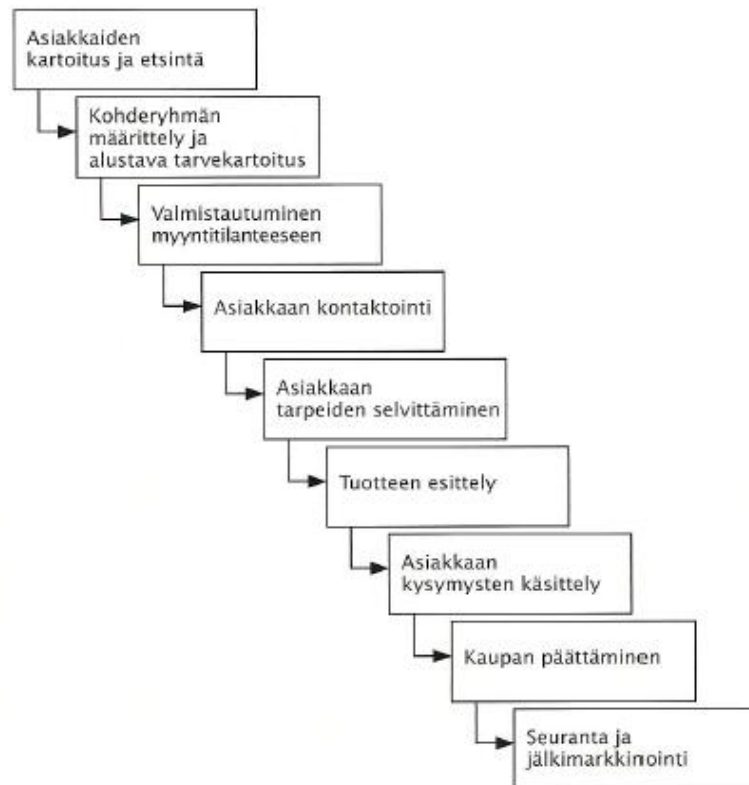 Asiakkaiden
kartoitus ja etsintä
Kohderyhmän
määrittely ja
alustava tarvekartoitus
Valmistautuminen
myyntitilanteeseen
Asiakkaan kontaktointi
Asiakkaan
tarpeiden selvittäminen
Tuotteen esittely
Asiakkaan
kysymysten käsittely
Kaupan päättäminen
Seuranta ja
jälkimarkkinointi